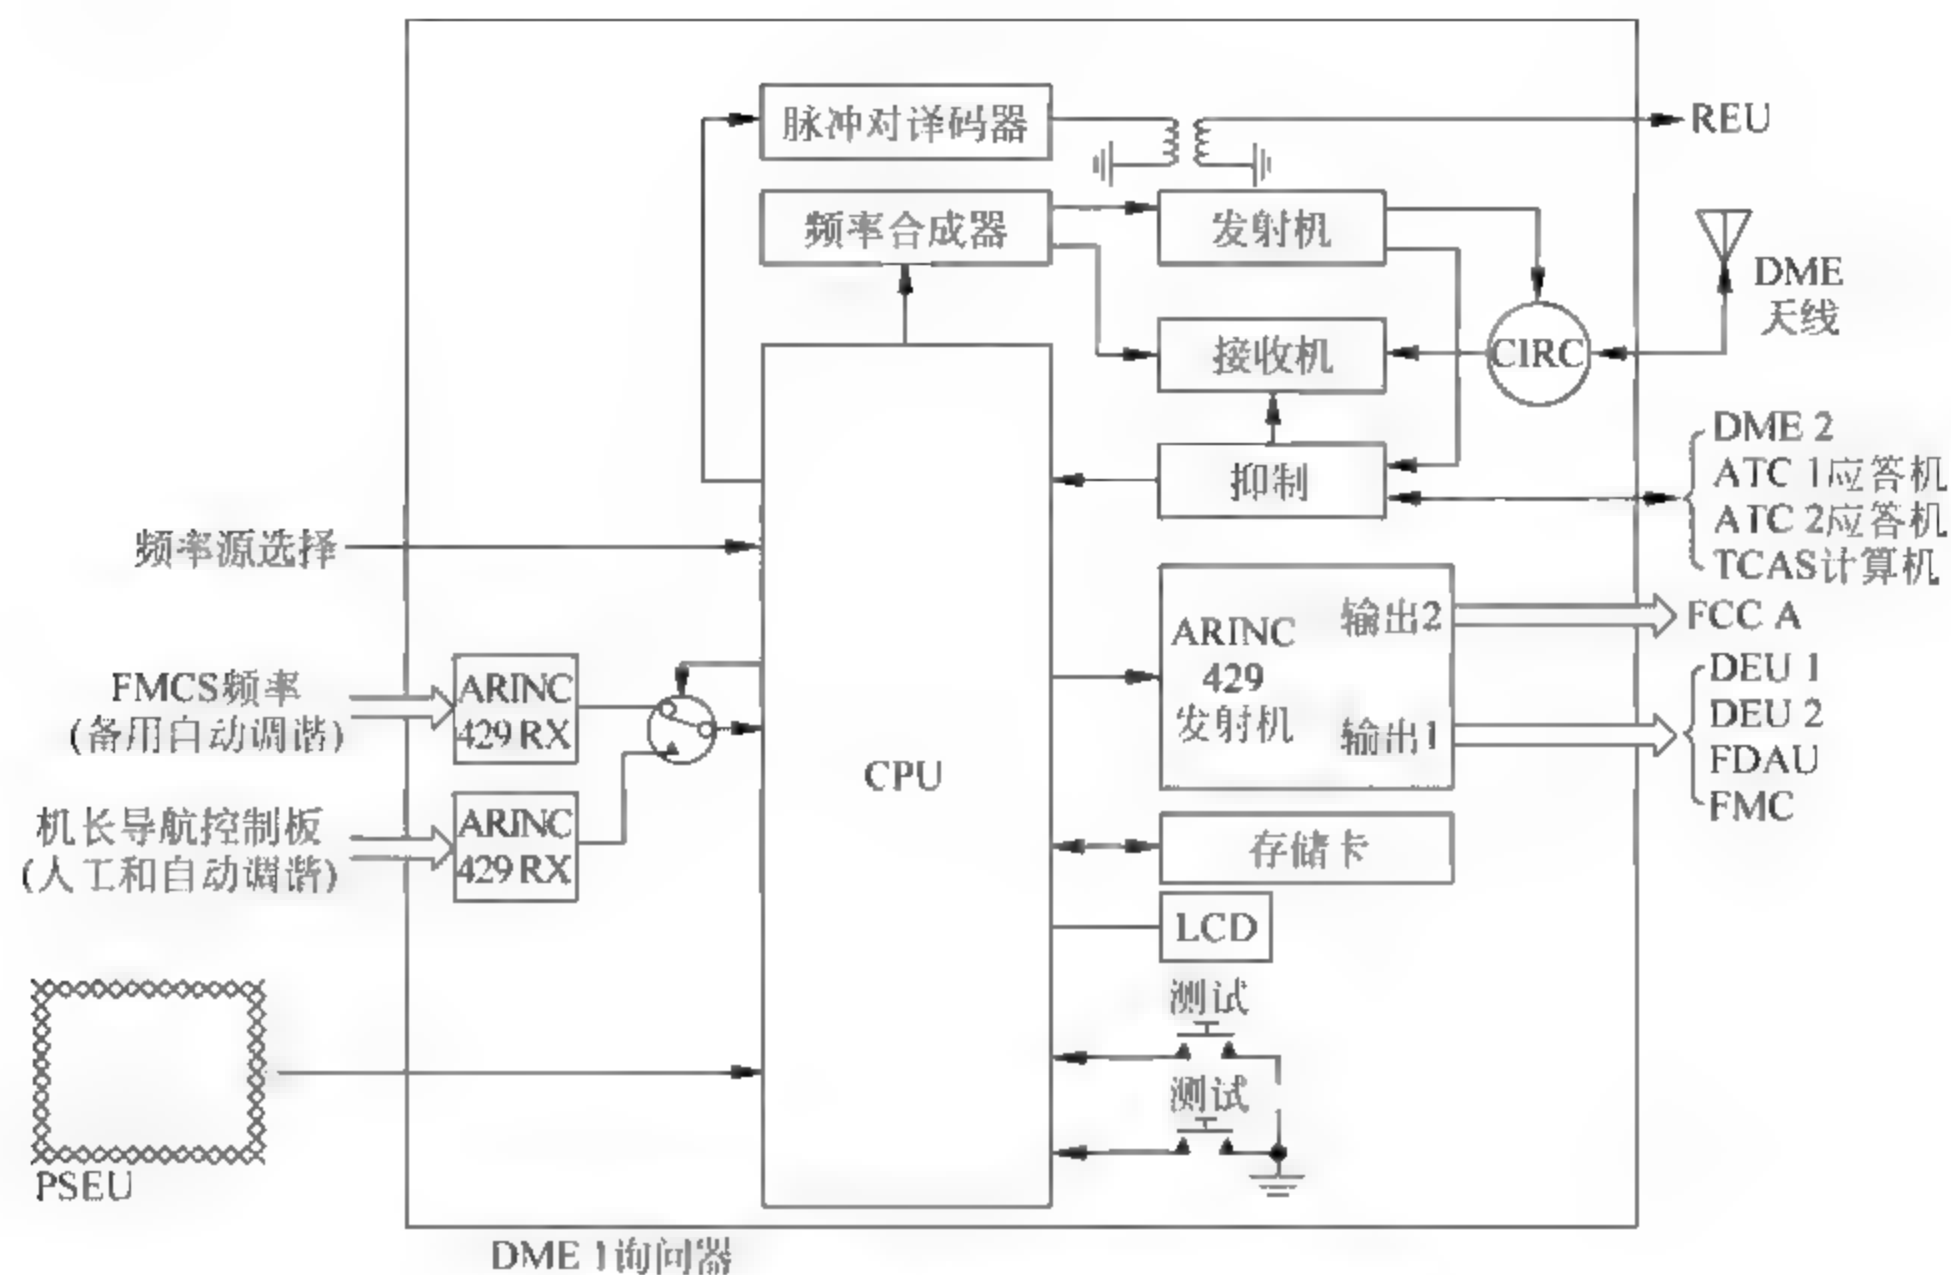 脉冲对译码器
REU
频率合成器
发射机
DME
天线
接收机
CIRC
抑制
DME 2
ATC 1应答机
ATC 2应答机
TCAS计算机
频率源选择
ARINC
429
发射机
输出2
输出1
FCC A
DEU 1
DEU 2
FDAU
FMC
FMCS频率
(备用自动调谐)
ARINC
429 RX
机长导航控制板
(人工和自动调谐)
ARINC
429 RX
CPU
存储卡
LCD
测试
测试
PSEU
DME 1询问器